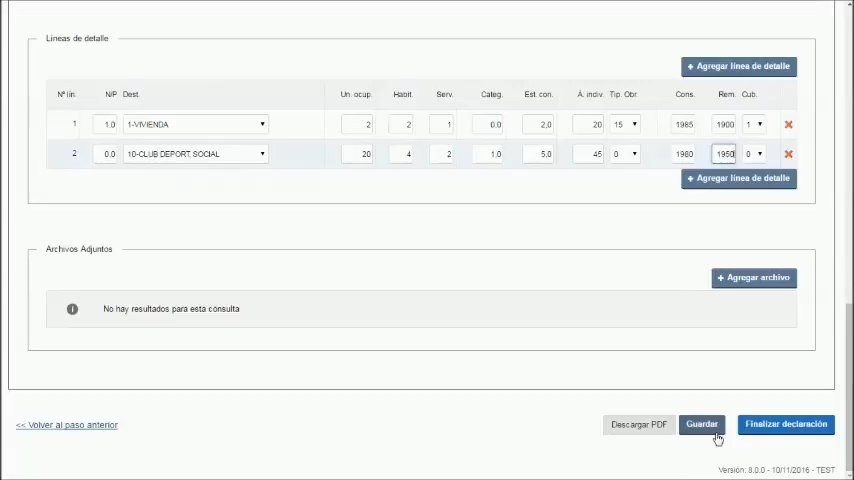 Lineas de detalle
+ Agregar línea de detalle
Nº lín. N/P Dest. Un. ocup. Habit. Serv. Categ. Est. con. Á. indiv. Tip. Obr. Cons. Rem. Cub.
1 1.0 1-VIVIENDA 2 2 1 0.0 2,0 20 15 1985 1900 1
2 0.0 10-CLUB DEPORT, SOCIAL 20 4 2 1,0 5,0 45 0 1980 1950 0
+ Agregar línea de detalle
Archivos Adjuntos
+ Agregar archivo
No hay resultados para esta consulta
<< Volver al paso anterior Descargar PDF Guardar Finalizar declaración
Versión: 8.0.0 - 10/11/2016 - TEST